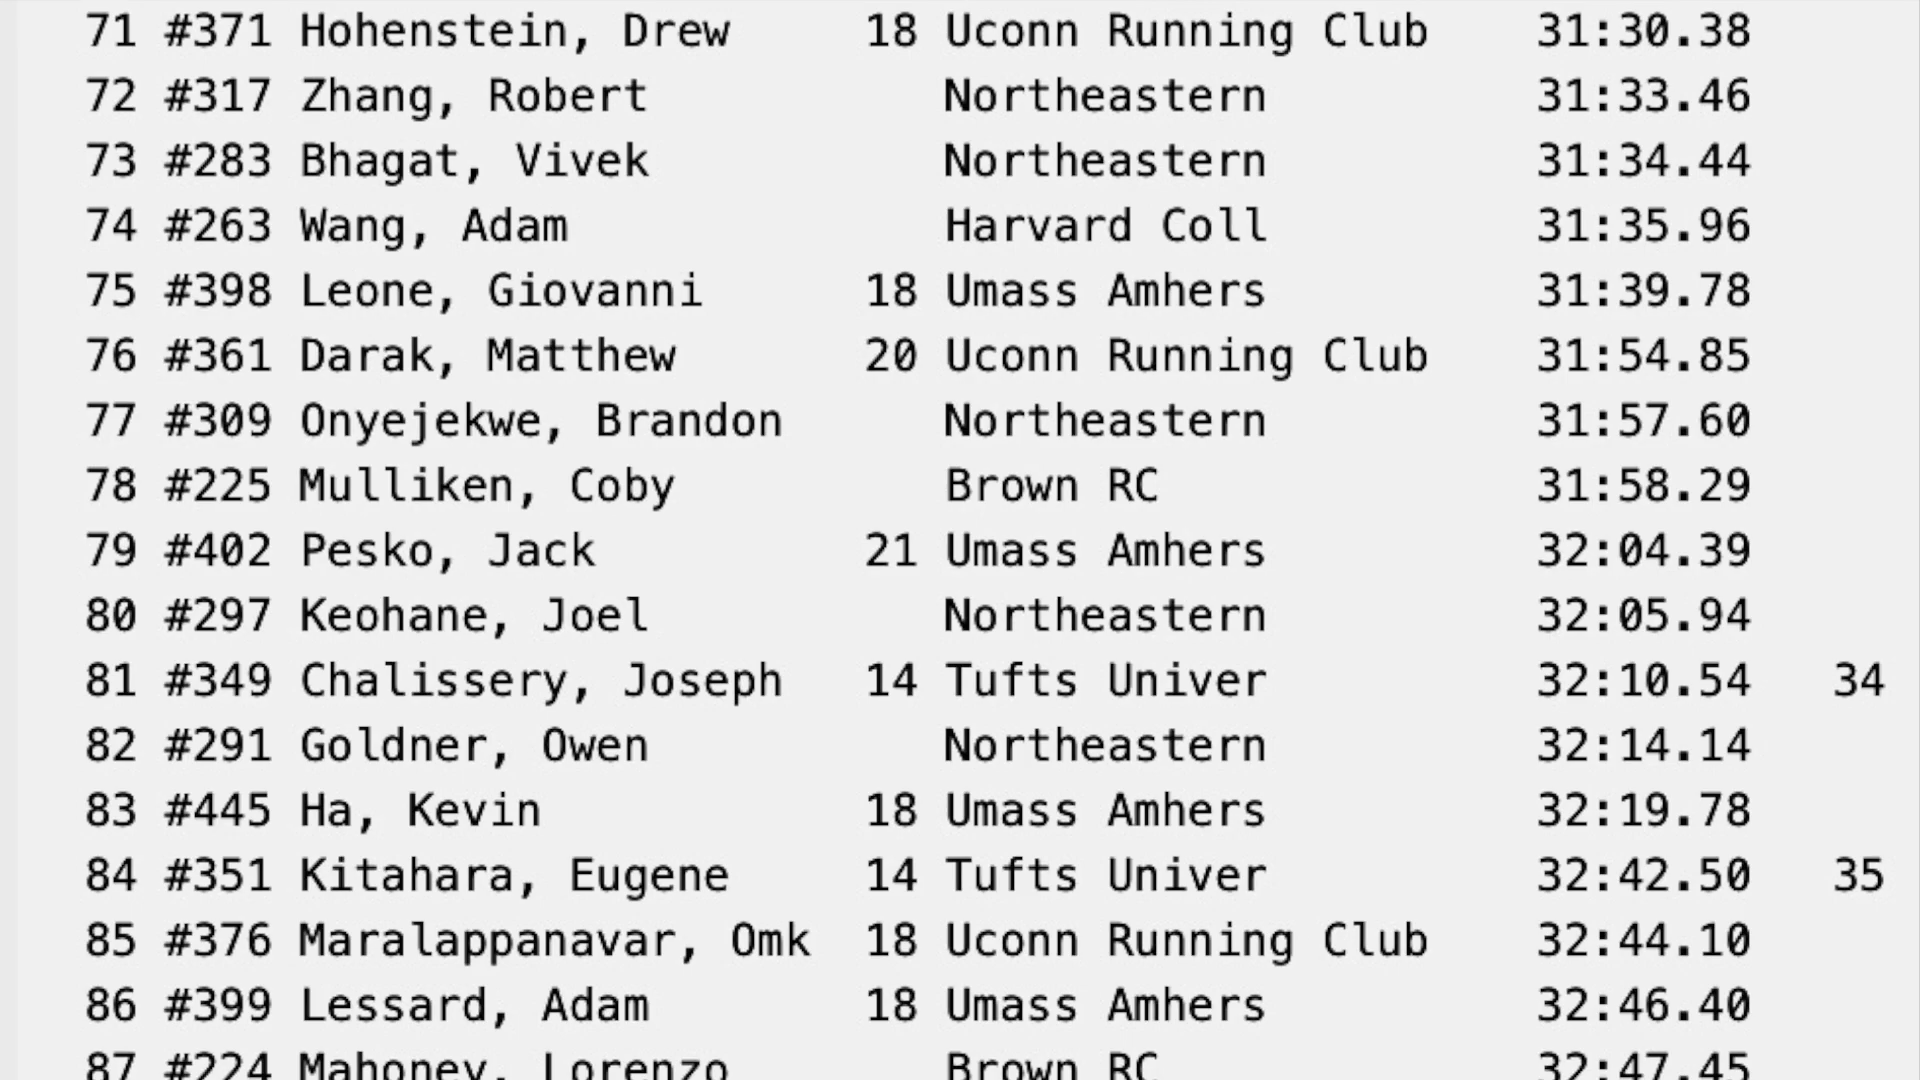 71 #371 Hohenstein, Drew 18 Uconn Running Club 31:30.38
72 #317 Zhang, Robert Northeastern 31:33.46
73 #283 Bhagat, Vivek Northeastern 31:34.44
74 #263 Wang, Adam Harvard Coll 31:35.96
75 #398 Leone, Giovanni 18 Umass Amhers 31:39.78
76 #361 Darak, Matthew 20 Uconn Running Club 31:54.85
77 #309 Onyejekwe, Brandon Northeastern 31:57.60
78 #225 Mulliken, Coby Brown RC 31:58.29
79 #402 Pesko, Jack 21 Umass Amhers 32:04.39
80 #297 Keohane, Joel Northeastern 32:05.94
81 #349 Chalissery, Joseph 14 Tufts Univer 32:10.54 34
82 #291 Goldner, Owen Northeastern 32:14.14
83 #445 Ha, Kevin 18 Umass Amhers 32:19.78
84 #351 Kitahara, Eugene 14 Tufts Univer 32:42.50 35
85 #376 Maralappanavar, Omk 18 Uconn Running Club 32:44.10
86 #399 Lessard, Adam 18 Umass Amhers 32:46.40
87 #224 Mahoney, Lorenzo Brown RC 32:47.45